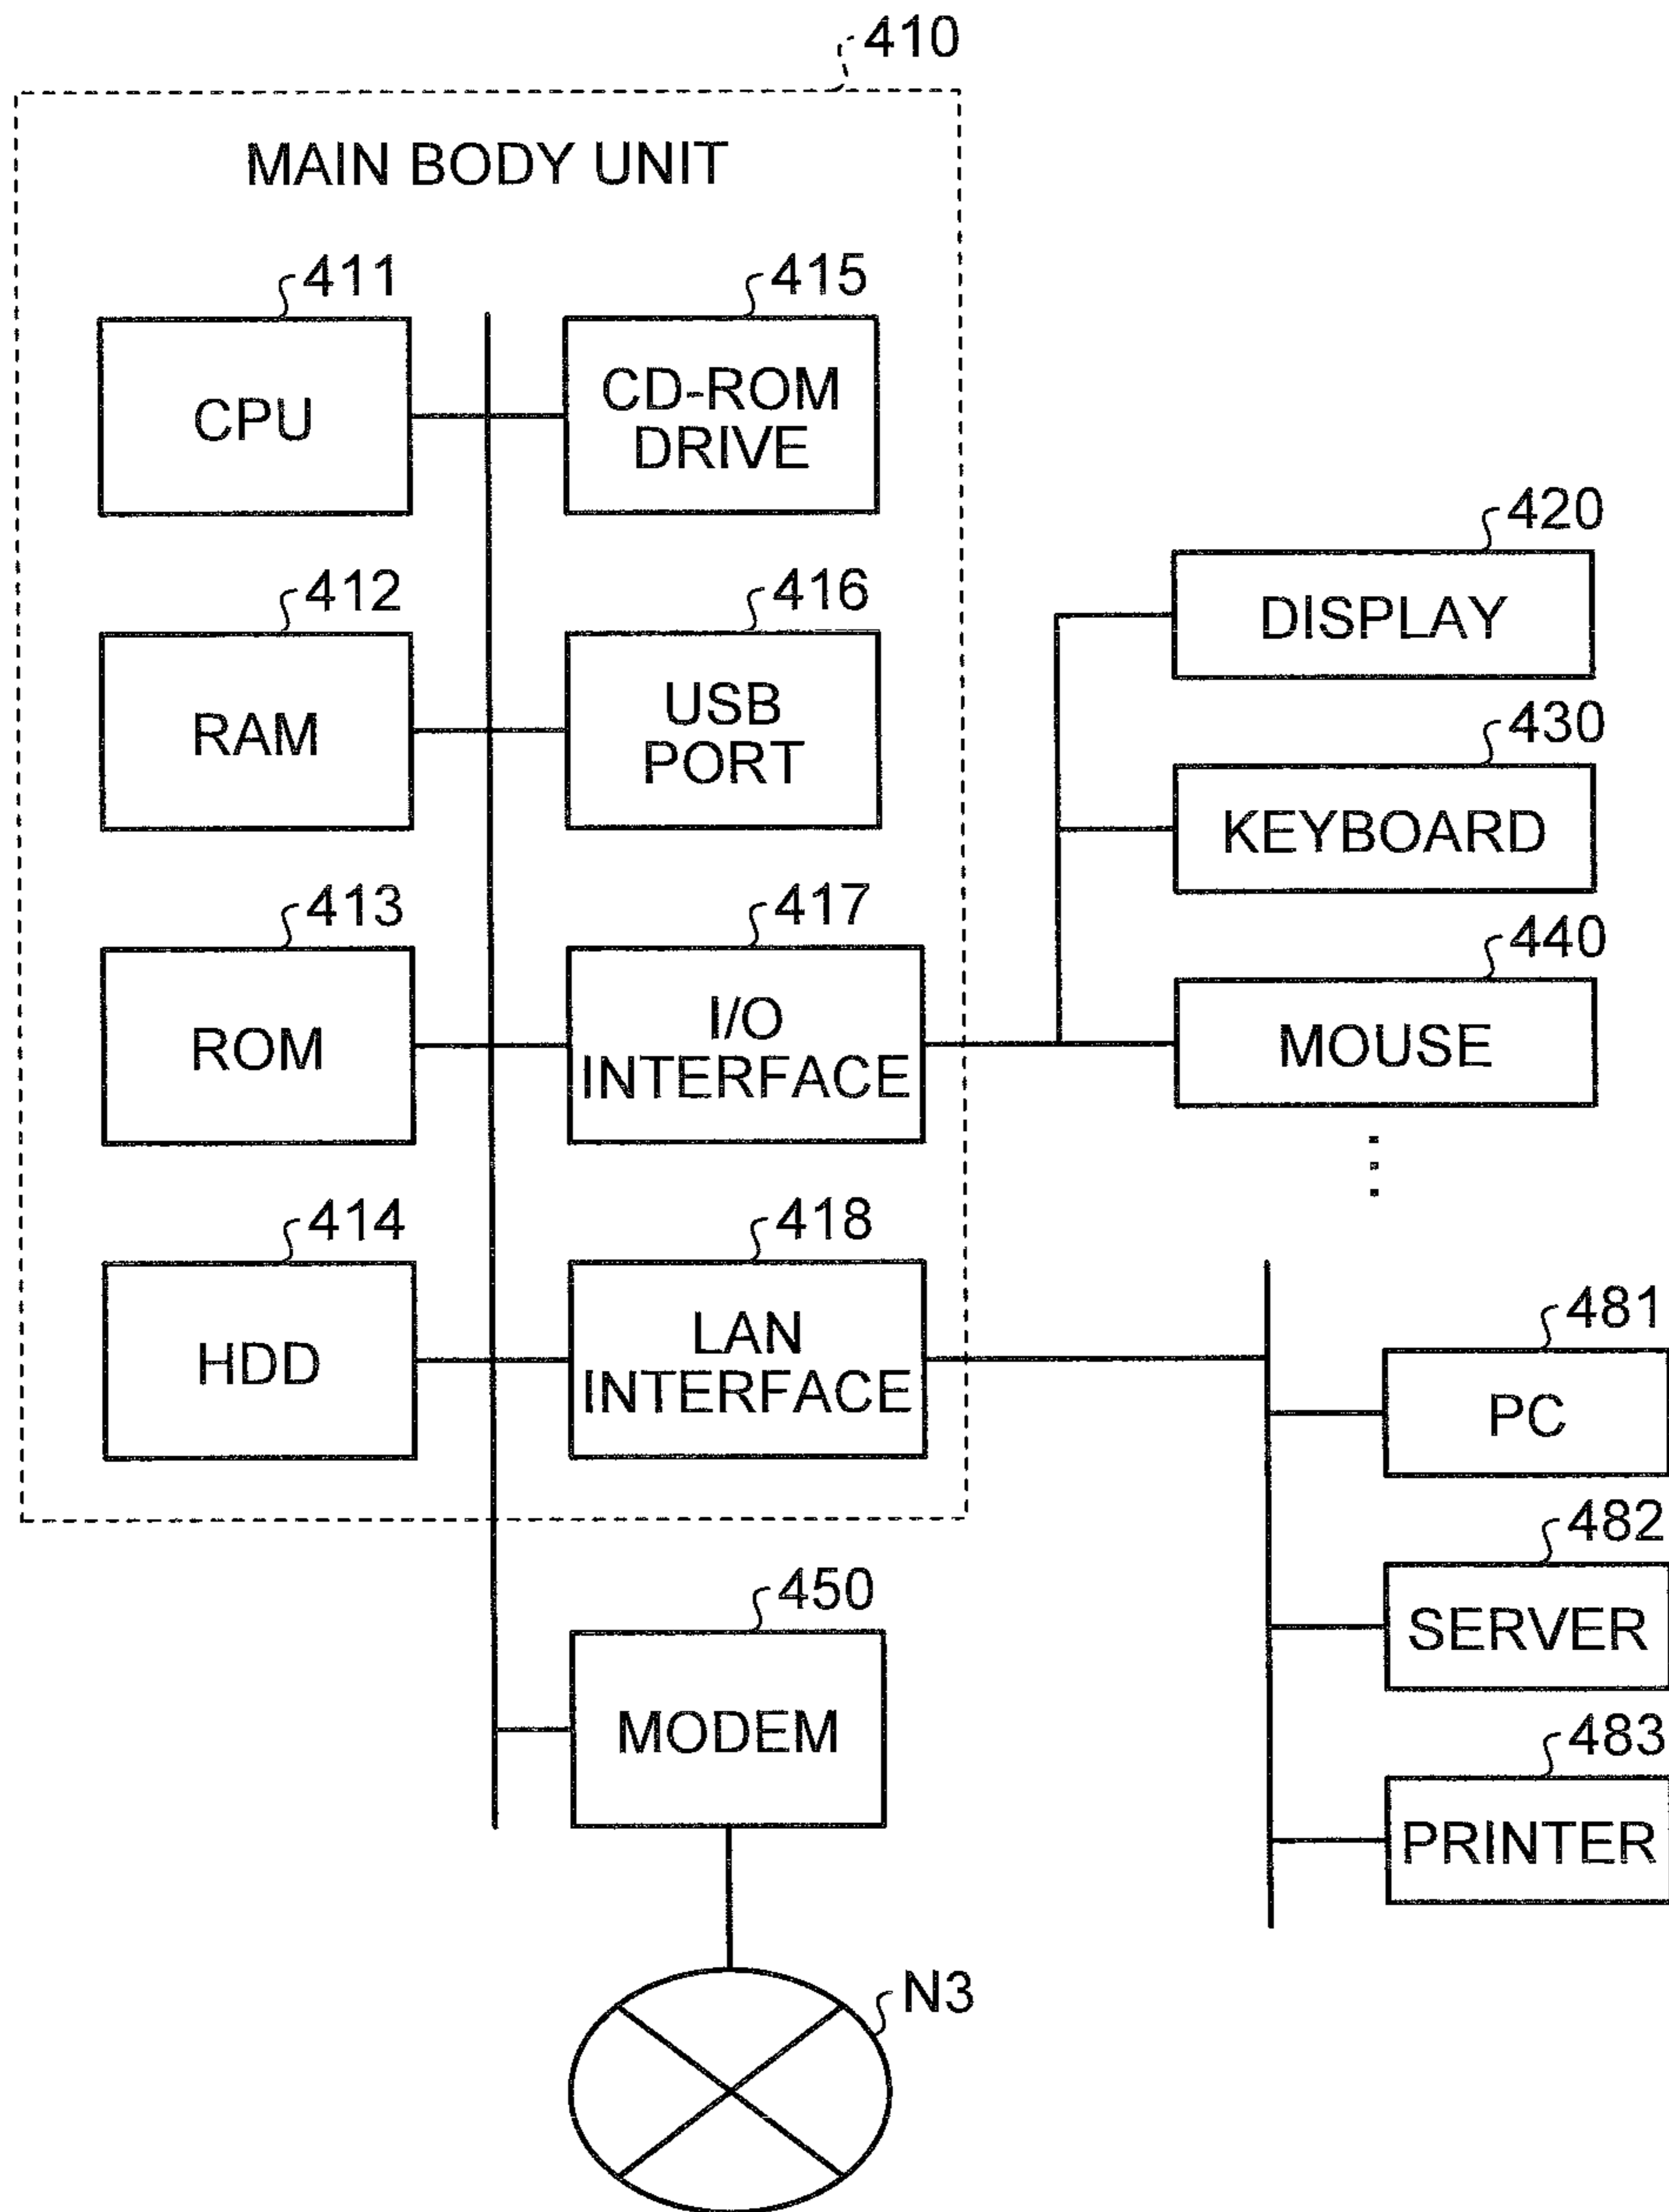 410
MAIN BODY UNIT
411
CPU
415
CD-ROM
DRIVE
412
RAM
416
USB
PORT
413
ROM
417
I/O
INTERFACE
414
HDD
418
LAN
INTERFACE
420
DISPLAY
430
KEYBOARD
440
MOUSE
481
PC
482
SERVER
483
PRINTER
450
MODEM
N3